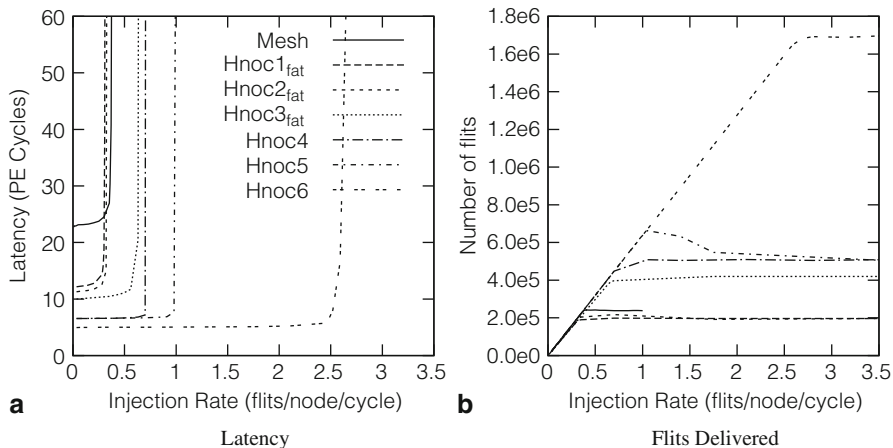 60
50
40
30
20
10
0
Latency (PE Cycles)
Mesh
Hnoc1fat
Hnoc2fat
Hnoc3fat
Hnoc4
Hnoc5
Hnoc6
0 0.5 1 1.5 2 2.5 3 3.5
Injection Rate (flits/node/cycle)
a
Latency
1.8e6
1.6e6
1.4e6
1.2e6
1.0e6
8.0e5
6.0e5
4.0e5
2.0e5
0.0e0
Number of flits
0 0.5 1 1.5 2 2.5 3 3.5
Injection Rate (flits/node/cycle)
b
Flits Delivered